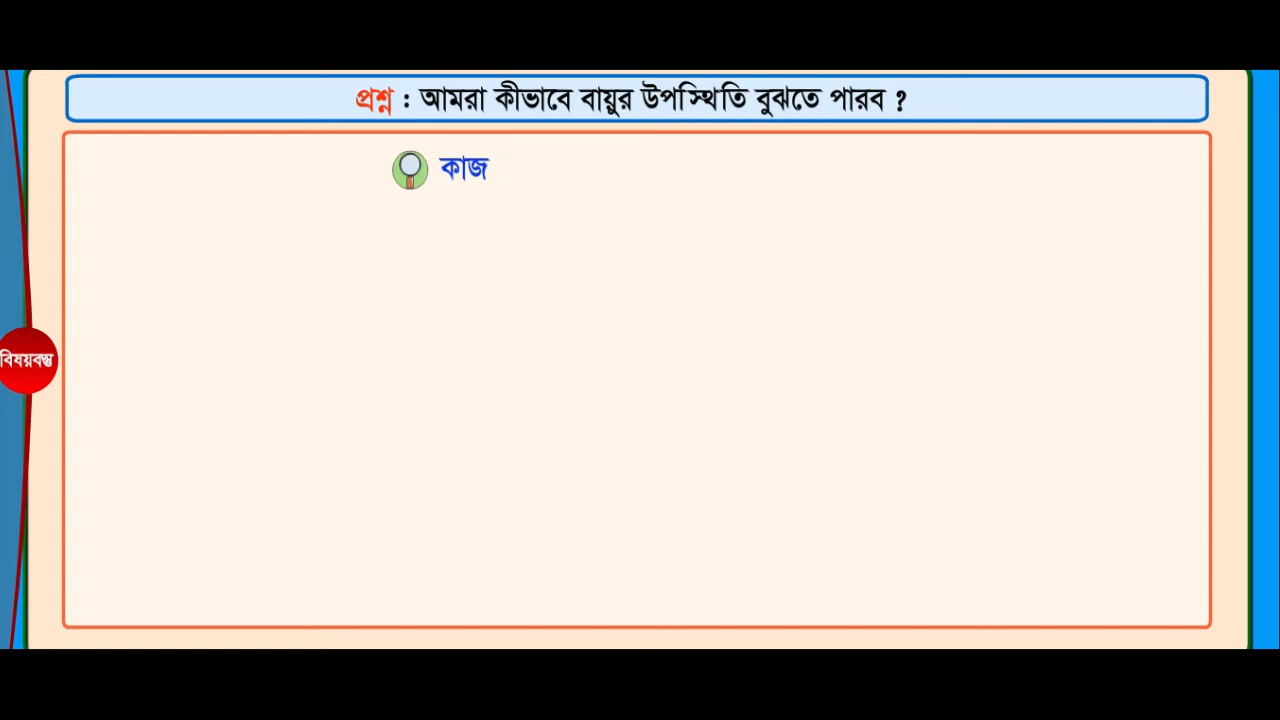 প্রশ্ন : আমরা কীভাবে বায়ুর উপস্থিতি বুঝতে পারব ?
কাজ
বিষয়বস্তু